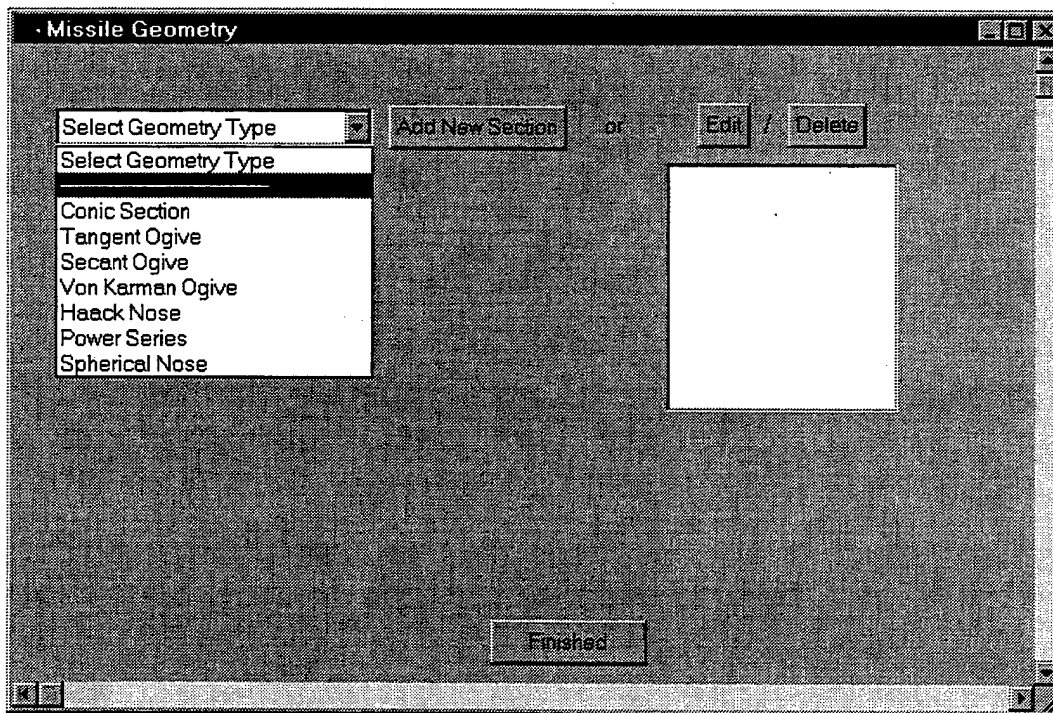 Missile Geometry
Select Geometry Type Add New Section or Edit / Delete
Select Geometry Type
Conic Section
Tangent Ogive
Secant Ogive
Von Karman Ogive
Haack Nose
Power Series
Spherical Nose
Finished